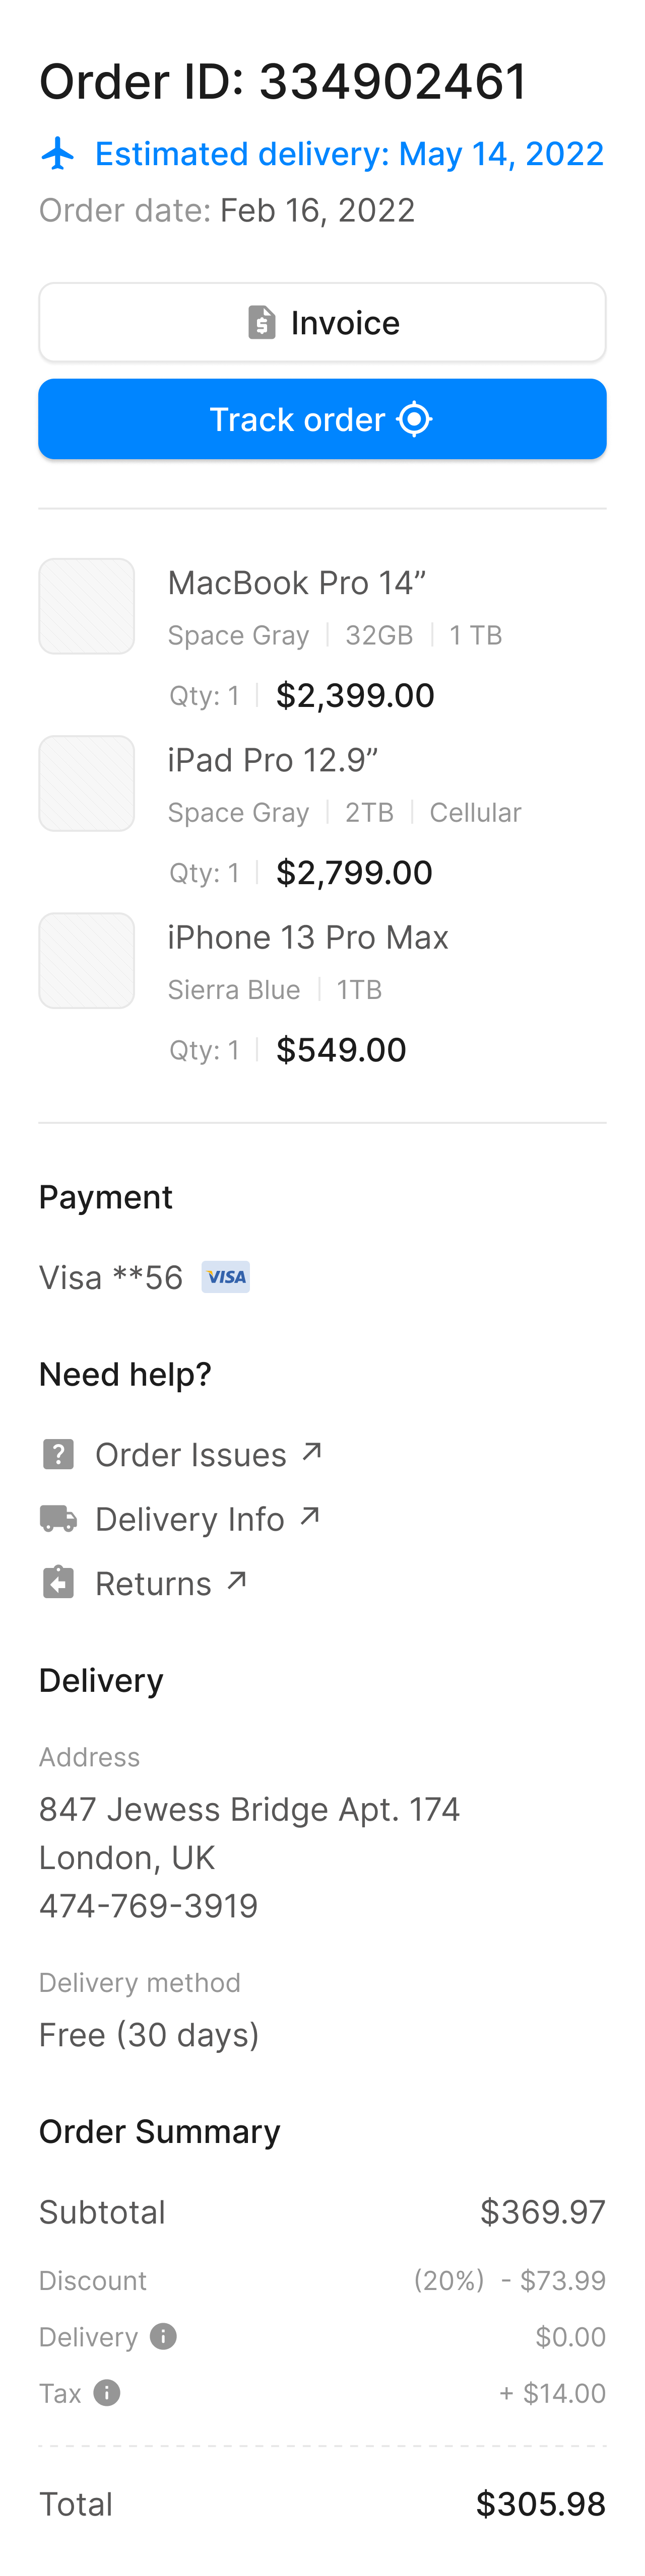 Order ID: 334902461
Estimated delivery: May 14, 2022
Order date: Feb 16, 2022
Invoice
Track order
MacBook Pro 14”
Space Gray | 32GB | 1 TB
Qty: 1 | $2,399.00
iPad Pro 12.9”
Space Gray | 2TB | Cellular
Qty: 1 | $2,799.00
iPhone 13 Pro Max
Sierra Blue | 1TB
Qty: 1 | $549.00
Payment
Visa **56 VISA
Need help?
Order Issues
Delivery Info
Returns
Delivery
Address
847 Jewess Bridge Apt. 174
London, UK
474-769-3919
Delivery method
Free (30 days)
Order Summary
Subtotal $369.97
Discount (20%) - $73.99
Delivery $0.00
Tax + $14.00
Total $305.98